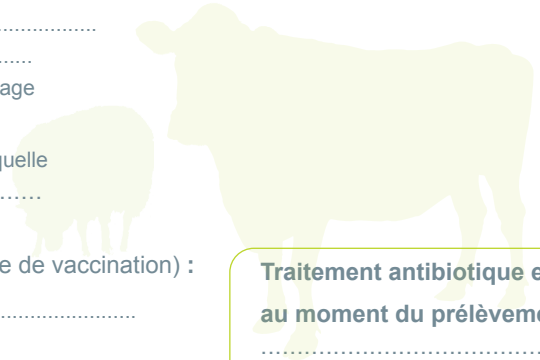 ...................
......
age
quelle
......
e de vaccination) :
........................
Traitement antibiotique e
au moment du prélèveme
.......................................